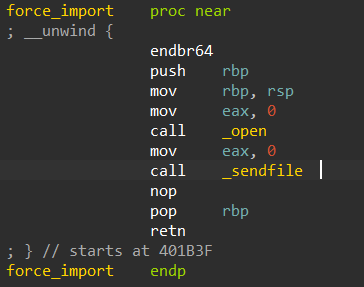 force_import proc near
; __unwind {
endbr64
push rbp
mov rbp, rsp
mov eax, 0
call _open
mov eax, 0
call _sendfile
nop
pop rbp
retn
; } // starts at 401B3F
force_import endp